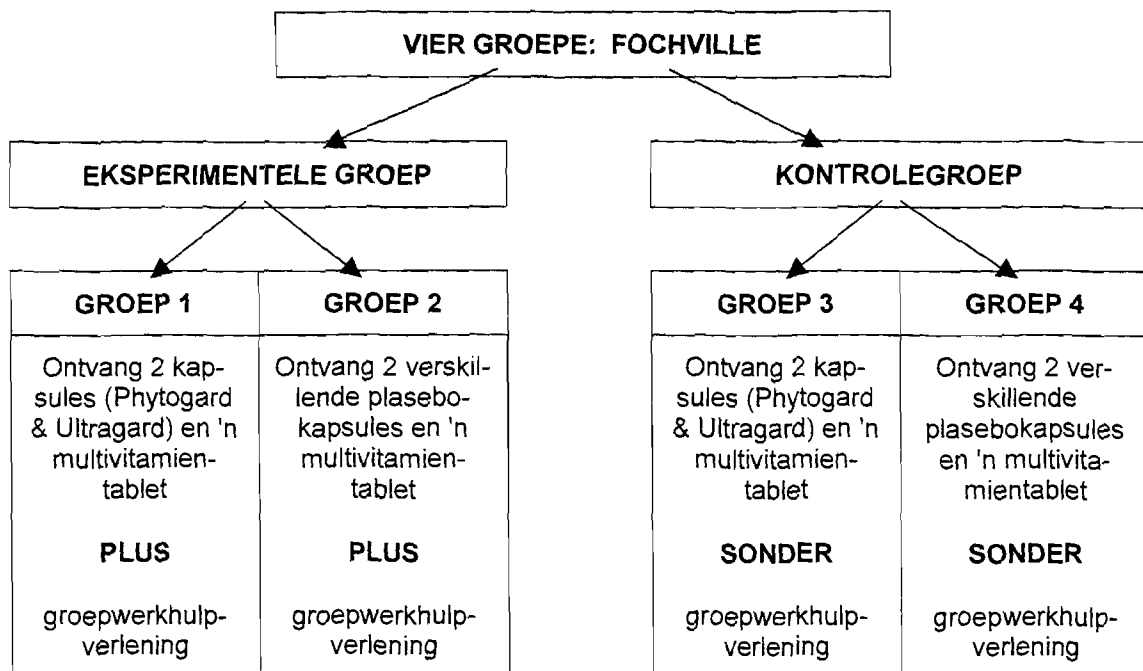 VIER GROEPE: FOCHVILLE
EKSPERIMENTELE GROEP
KONTROLEGROEP
GROEP 1
GROEP 2
GROEP 3
GROEP 4
Ontvang 2 kap-
sules (Phytogard
& Ultragard) en 'n
multivitamien-
tablet
PLUS
groepwerkhulp-
verlening
Ontvang 2 verskil-
lende plasebo-
kapsules en 'n
multivitamien-
tablet
PLUS
groepwerkhulp-
verlening
Ontvang 2 kap-
sules (Phytogard
& Ultragard) en 'n
multivitamien-
tablet
SONDER
groepwerkhulp-
verlening
Ontvang 2 ver-
skillende
plasebokapsules
en 'n multivita-
mientablet
SONDER
groepwerkhulp-
verlening